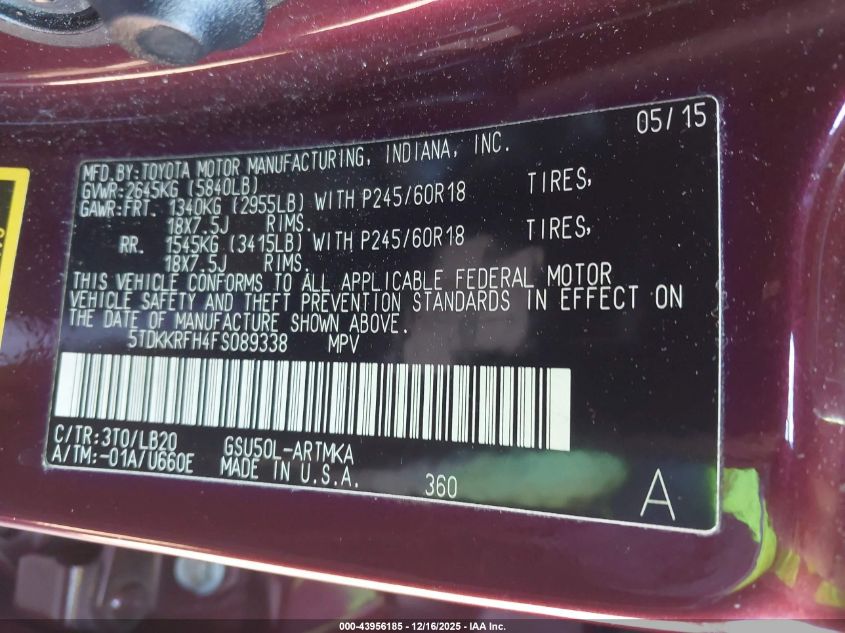 05/15
MFD.BY:TOYOTA MOTOR MANUFACTURING, INDIANA, INC.
GVWR:2645KG (5840LB)
GAWR:FRT. 1340KG (2955LB) WITH P245/60R18 TIRES,
18X7.5J RIMS.
RR. 1545KG (3415LB) WITH P245/60R18 TIRES,
18X7.5J RIMS.
THIS VEHICLE CONFORMS TO ALL APPLICABLE FEDERAL MOTOR
VEHICLE SAFETY AND THEFT PREVENTION STANDARDS IN EFFECT ON
THE DATE OF MANUFACTURE SHOWN ABOVE.
5TDKKRFH4FS089338 MPV
C/TR:3T0/LB20 GSU50L-ARTMKA
A/TM:-01A/U660E MADE IN U.S.A.
360
A
000-43956185 - 12/16/2025 - IAA Inc.